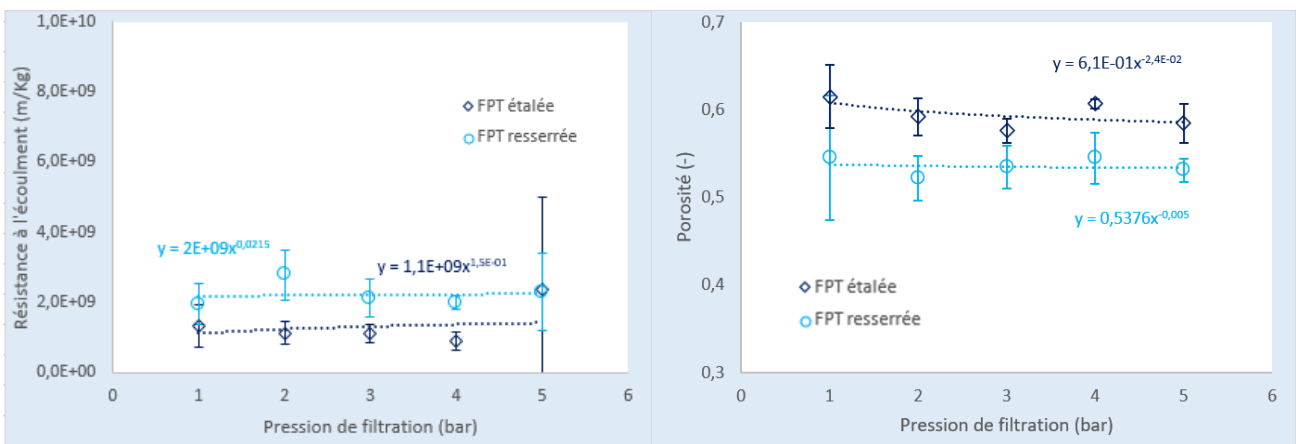 1,0E+10
8,0E+09
6,0E+09
4,0E+09
2,0E+09
0,0E+00
Résistance à l'écoulment (m/Kg)
FPT étalée
FPT resserrée
y = 2E+09x^0,0215
y = 1,1E+09x^1,5E-01
0 1 2 3 4 5 6
Pression de filtration (bar)
0,7
0,6
0,5
0,4
0,3
Porosité (-)
y = 6,1E-01x^-2,4E-02
y = 0,5376x^-0,005
FPT étalée
FPT resserrée
0 1 2 3 4 5 6
Pression de filtration (bar)